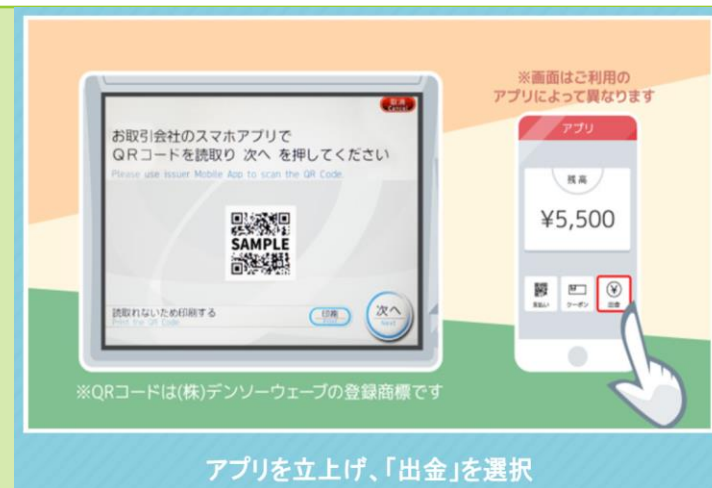 取消
Cancel
お取引会社のスマホアプリで
QRコードを読取り 次へ を押してください
Please use issuer Mobile App to scan the QR Code.
SAMPLE
読取れないため印刷する
Print the QR Code
印刷
次へ
Next
※画面はご利用の
アプリによって異なります
アプリ
残高
¥5,500
支払い
クーポン
出金
※QRコードは(株)デンソーウェーブの登録商標です
アプリを立上げ、「出金」を選択